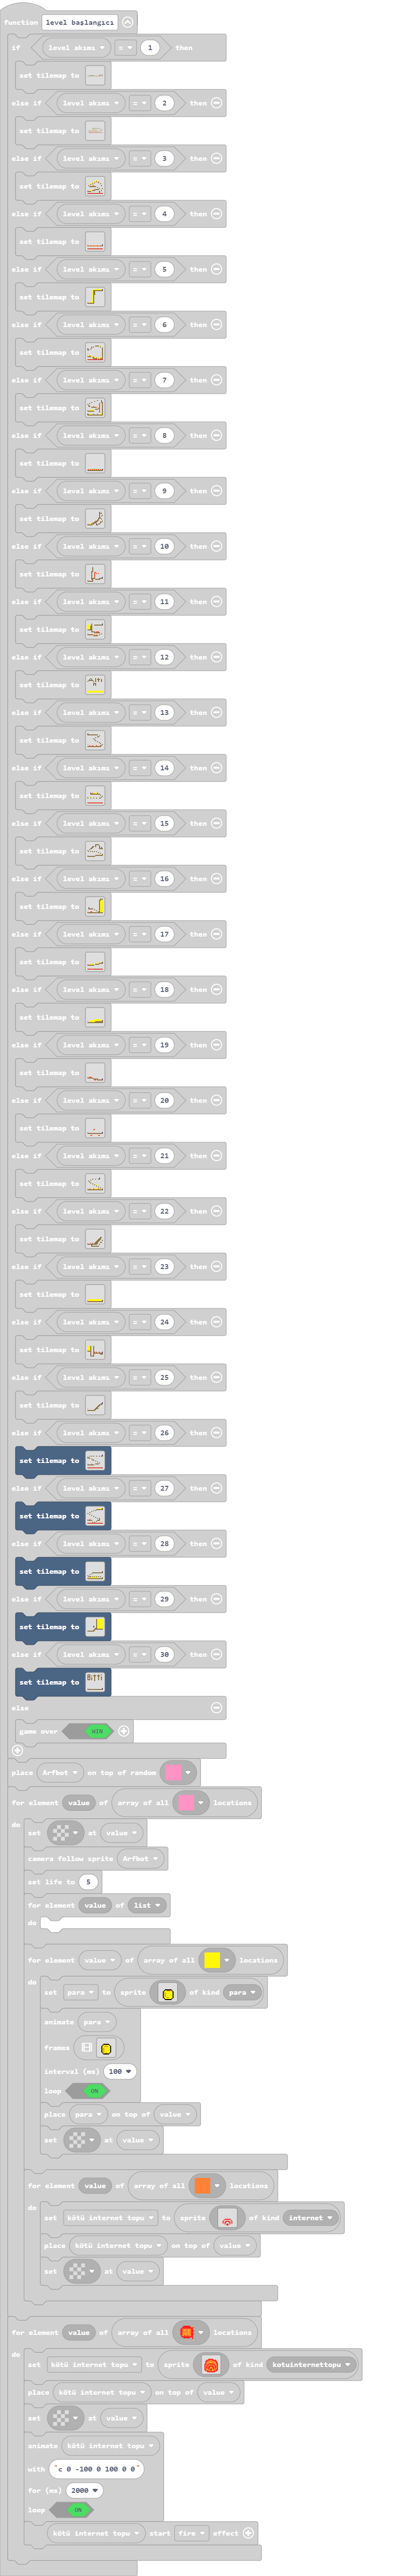 function level başlangıcı
if level akımı = 1 then
set tilemap to
else if level akımı = 2 then
set tilemap to
else if level akımı = 3 then
set tilemap to
else if level akımı = 4 then
set tilemap to
else if level akımı = 5 then
set tilemap to
else if level akımı = 6 then
set tilemap to
else if level akımı = 7 then
set tilemap to
else if level akımı = 8 then
set tilemap to
else if level akımı = 9 then
set tilemap to
else if level akımı = 10 then
set tilemap to
else if level akımı = 11 then
set tilemap to
else if level akımı = 12 then
set tilemap to
else if level akımı = 13 then
set tilemap to
else if level akımı = 14 then
set tilemap to
else if level akımı = 15 then
set tilemap to
else if level akımı = 16 then
set tilemap to
else if level akımı = 17 then
set tilemap to
else if level akımı = 18 then
set tilemap to
else if level akımı = 19 then
set tilemap to
else if level akımı = 20 then
set tilemap to
else if level akımı = 21 then
set tilemap to
else if level akımı = 22 then
set tilemap to
else if level akımı = 23 then
set tilemap to
else if level akımı = 24 then
set tilemap to
else if level akımı = 25 then
set tilemap to
else if level akımı = 26 then
set tilemap to
else if level akımı = 27 then
set tilemap to
else if level akımı = 28 then
set tilemap to
else if level akımı = 29 then
set tilemap to
else if level akımı = 30 then
set tilemap to Bitti
else
game over WIN
place Arfbot on top of random
for element value of array of all locations
do
set at value
camera follow sprite Arfbot
set life to 5
for element value of list
do
for element value of array of all locations
do
set para to sprite of kind para
animate para
frames
interval (ms) 100
loop ON
place para on top of value
set at value
for element value of array of all locations
do
set kötü internet topu to sprite of kind internet
place kötü internet topu on top of value
set at value
for element value of array of all locations
do
set kötü internet topu to sprite of kind kotuinternettopu
place kötü internet topu on top of value
set at value
animate kötü internet topu
with "c 0 -100 0 100 0 0"
for (ms) 2000
loop ON
kötü internet topu start fire effect